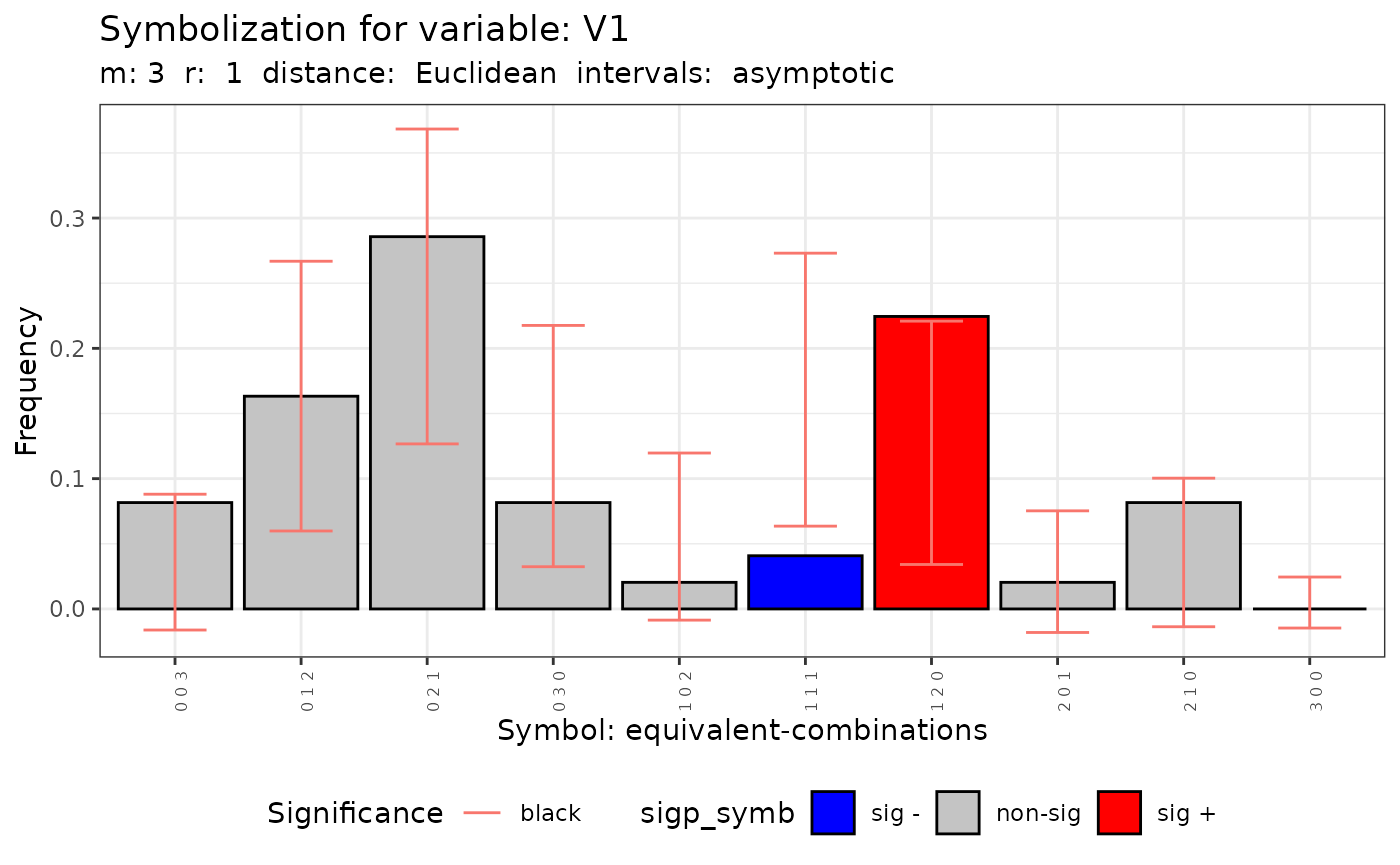 Symbolization for variable: V1
m: 3 r: 1 distance: Euclidean intervals: asymptotic
Frequency
0.3
0.2
0.1
0.0
0 0 3
0 1 2
0 2 1
0 3 0
1 0 2
1 1 1
1 2 0
2 0 1
2 1 0
3 0 0
Symbol: equivalent-combinations
Significance black sigp_symb sig - non-sig sig +